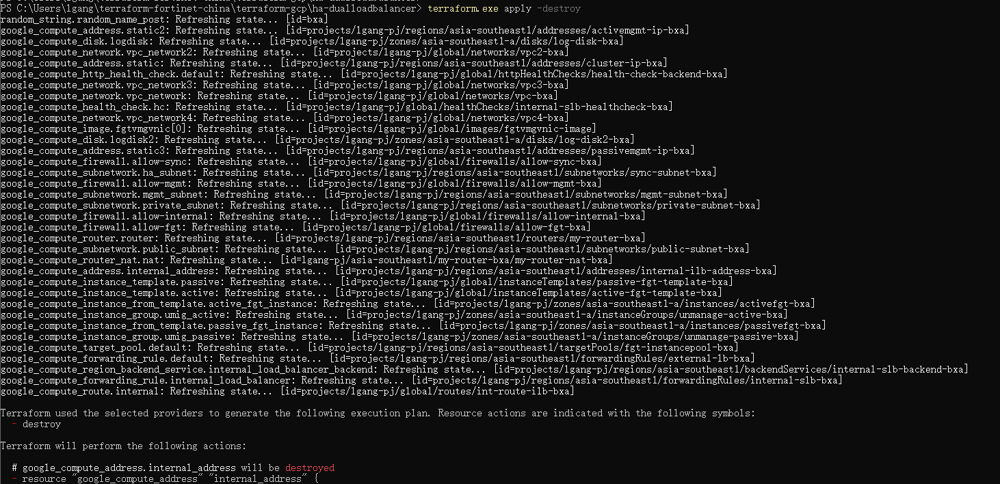 PS C:\Users\lgang\terraform-fortinet-china\terraform-gcp\ha-dualloadbalancer> terraform.exe apply -destroy
random_string.random_name_post: Refreshing state... [id=bxa]
google_compute_address.static2: Refreshing state... [id=projects/lgang-pj/regions/asia-southeast1/addresses/activemgmt-ip-bxa]
google_compute_disk.logdisk: Refreshing state... [id=projects/lgang-pj/zones/asia-southeast1-a/disks/log-disk-bxa]
google_compute_network.vpc_network2: Refreshing state... [id=projects/lgang-pj/global/networks/vpc2-bxa]
google_compute_address.static: Refreshing state... [id=projects/lgang-pj/regions/asia-southeast1/addresses/cluster-ip-bxa]
google_compute_http_health_check.default: Refreshing state... [id=projects/lgang-pj/global/httpHealthChecks/health-check-backend-bxa]
google_compute_network.vpc_network3: Refreshing state... [id=projects/lgang-pj/global/networks/vpc3-bxa]
google_compute_network.vpc_network: Refreshing state... [id=projects/lgang-pj/global/networks/vpc-bxa]
google_compute_health_check.hc: Refreshing state... [id=projects/lgang-pj/global/healthChecks/internal-slb-healthcheck-bxa]
google_compute_network.vpc_network4: Refreshing state... [id=projects/lgang-pj/global/networks/vpc4-bxa]
google_compute_image.fgtvmgvnic[0]: Refreshing state... [id=projects/lgang-pj/global/images/fgtvmgvnic-image]
google_compute_disk.logdisk2: Refreshing state... [id=projects/lgang-pj/zones/asia-southeast1-a/disks/log-disk2-bxa]
google_compute_address.static3: Refreshing state... [id=projects/lgang-pj/regions/asia-southeast1/addresses/passivemgmt-ip-bxa]
google_compute_firewall.allow-sync: Refreshing state... [id=projects/lgang-pj/global/firewalls/allow-sync-bxa]
google_compute_subnetwork.ha_subnet: Refreshing state... [id=projects/lgang-pj/regions/asia-southeast1/subnetworks/sync-subnet-bxa]
google_compute_firewall.allow-mgmt: Refreshing state... [id=projects/lgang-pj/global/firewalls/allow-mgmt-bxa]
google_compute_subnetwork.mgmt_subnet: Refreshing state... [id=projects/lgang-pj/regions/asia-southeast1/subnetworks/mgmt-subnet-bxa]
google_compute_subnetwork.private_subnet: Refreshing state... [id=projects/lgang-pj/regions/asia-southeast1/subnetworks/private-subnet-bxa]
google_compute_firewall.allow-internal: Refreshing state... [id=projects/lgang-pj/global/firewalls/allow-internal-bxa]
google_compute_firewall.allow-fgt: Refreshing state... [id=projects/lgang-pj/global/firewalls/allow-fgt-bxa]
google_compute_router.router: Refreshing state... [id=projects/lgang-pj/regions/asia-southeast1/routers/my-router-bxa]
google_compute_subnetwork.public_subnet: Refreshing state... [id=projects/lgang-pj/regions/asia-southeast1/subnetworks/public-subnet-bxa]
google_compute_router_nat.nat: Refreshing state... [id=lgang-pj/asia-southeast1/my-router-bxa/my-router-nat-bxa]
google_compute_address.internal_address: Refreshing state... [id=projects/lgang-pj/regions/asia-southeast1/addresses/internal-ilb-address-bxa]
google_compute_instance_template.passive: Refreshing state... [id=projects/lgang-pj/global/instanceTemplates/passive-fgt-template-bxa]
google_compute_instance_template.active: Refreshing state... [id=projects/lgang-pj/global/instanceTemplates/active-fgt-template-bxa]
google_compute_instance_from_template.active_fgt_instance: Refreshing state... [id=projects/lgang-pj/zones/asia-southeast1-a/instances/activefgt-bxa]
google_compute_instance_group.umig_active: Refreshing state... [id=projects/lgang-pj/zones/asia-southeast1-a/instanceGroups/unmanage-active-bxa]
google_compute_instance_from_template.passive_fgt_instance: Refreshing state... [id=projects/lgang-pj/zones/asia-southeast1-a/instances/passivefgt-bxa]
google_compute_instance_group.umig_passive: Refreshing state... [id=projects/lgang-pj/zones/asia-southeast1-a/instanceGroups/unmanage-passive-bxa]
google_compute_target_pool.default: Refreshing state... [id=projects/lgang-pj/regions/asia-southeast1/targetPools/fgt-instancepool-bxa]
google_compute_forwarding_rule.default: Refreshing state... [id=projects/lgang-pj/regions/asia-southeast1/forwardingRules/external-lb-bxa]
google_compute_region_backend_service.internal_load_balancer_backend: Refreshing state... [id=projects/lgang-pj/regions/asia-southeast1/backendServices/internal-slb-backend-bxa]
google_compute_forwarding_rule.internal_load_balancer: Refreshing state... [id=projects/lgang-pj/regions/asia-southeast1/forwardingRules/internal-slb-bxa]
google_compute_route.internal: Refreshing state... [id=projects/lgang-pj/global/routes/int-route-ilb-bxa]
Terraform used the selected providers to generate the following execution plan. Resource actions are indicated with the following symbols:
- destroy
Terraform will perform the following actions:
# google_compute_address.internal_address will be destroyed
- resource "google_compute_address" "internal_address" {